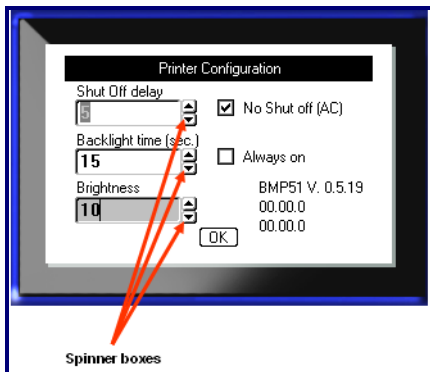 Printer Configuration
Shut Off delay
5
No Shut off (AC)
Backlight time (sec.)
15
Always on
Brightness
10
BMP51 V. 0.5.19
00.00.0
00.00.0
OK
Spinner boxes